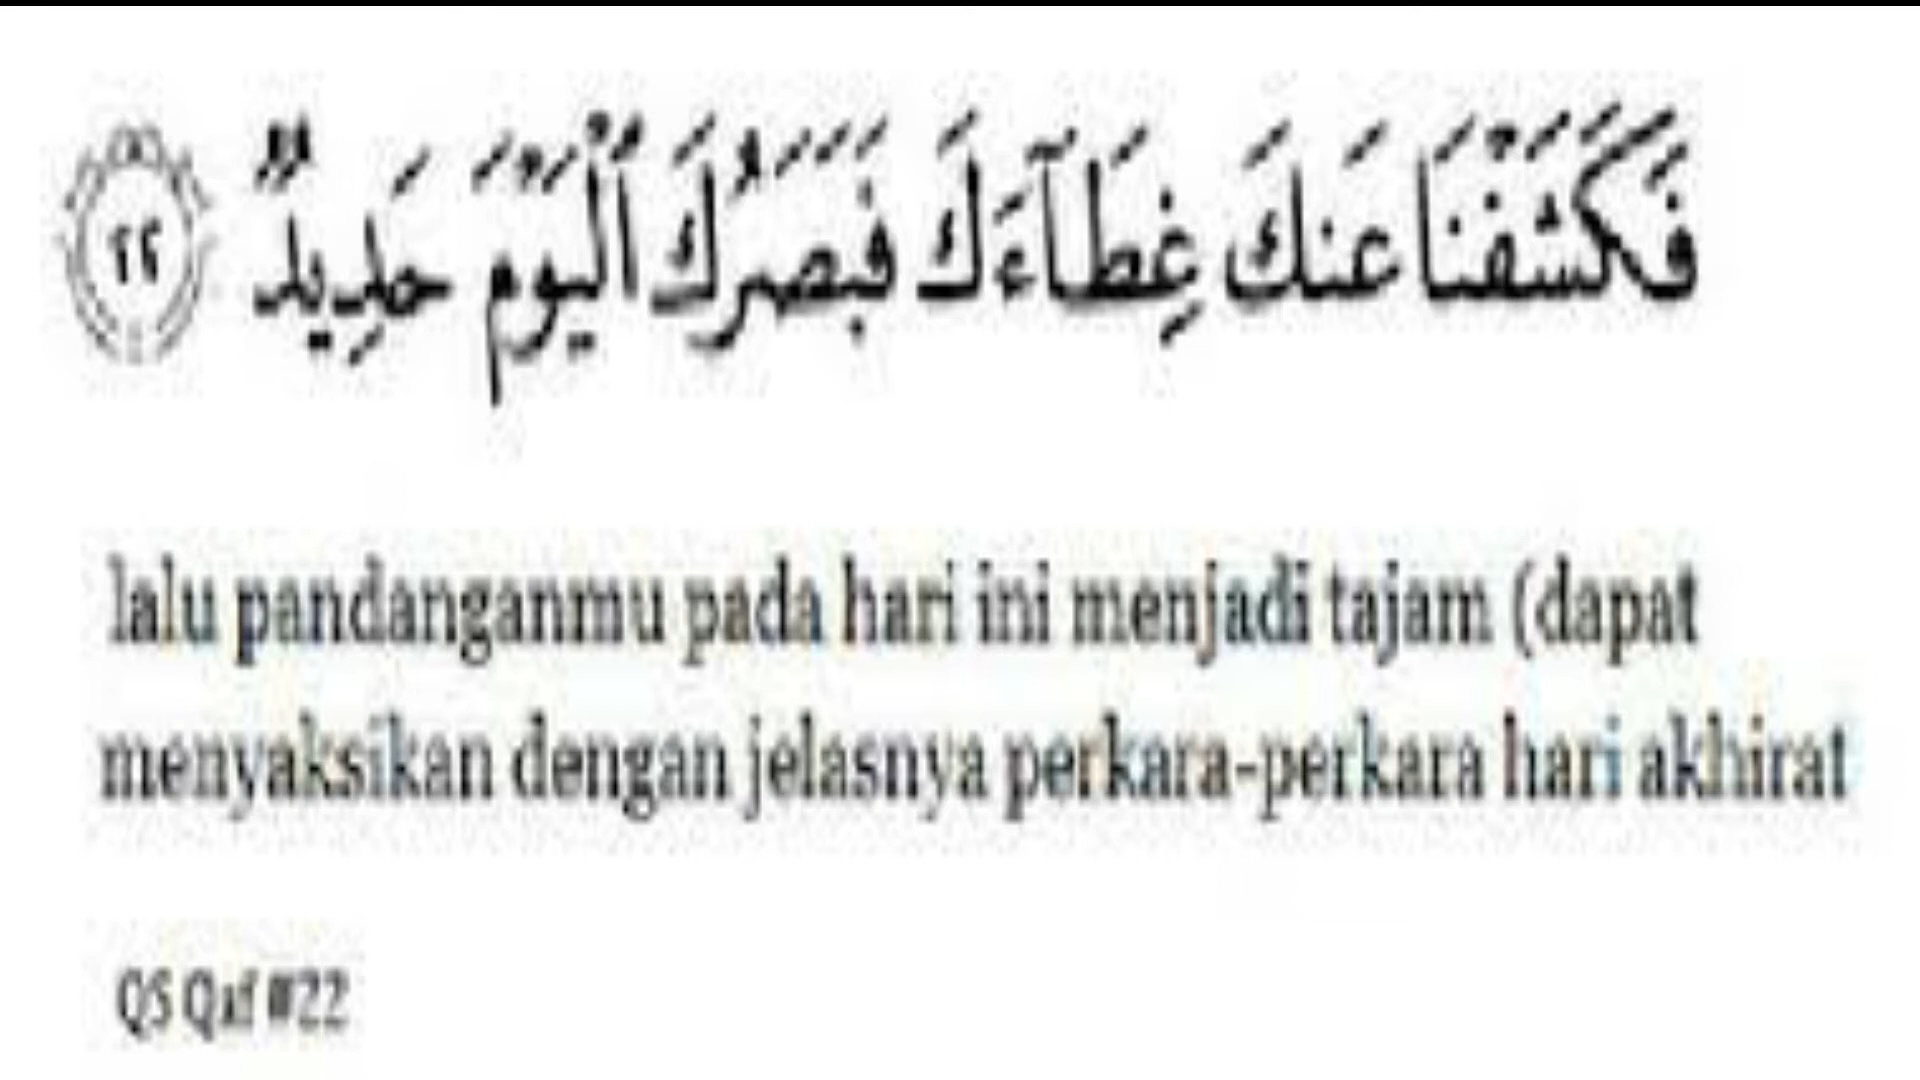 فَكَشَفْنَا عَنكَ غِطَآءَكَ فَبَصَرُكَ ٱلْيَوْمَ حَدِيدٌ ٢٢
lalu pandanganmu pada hari ini menjadi tajam (dapat
menyaksikan dengan jelasnya perkara-perkara hari akhirat
QS Qaf #22